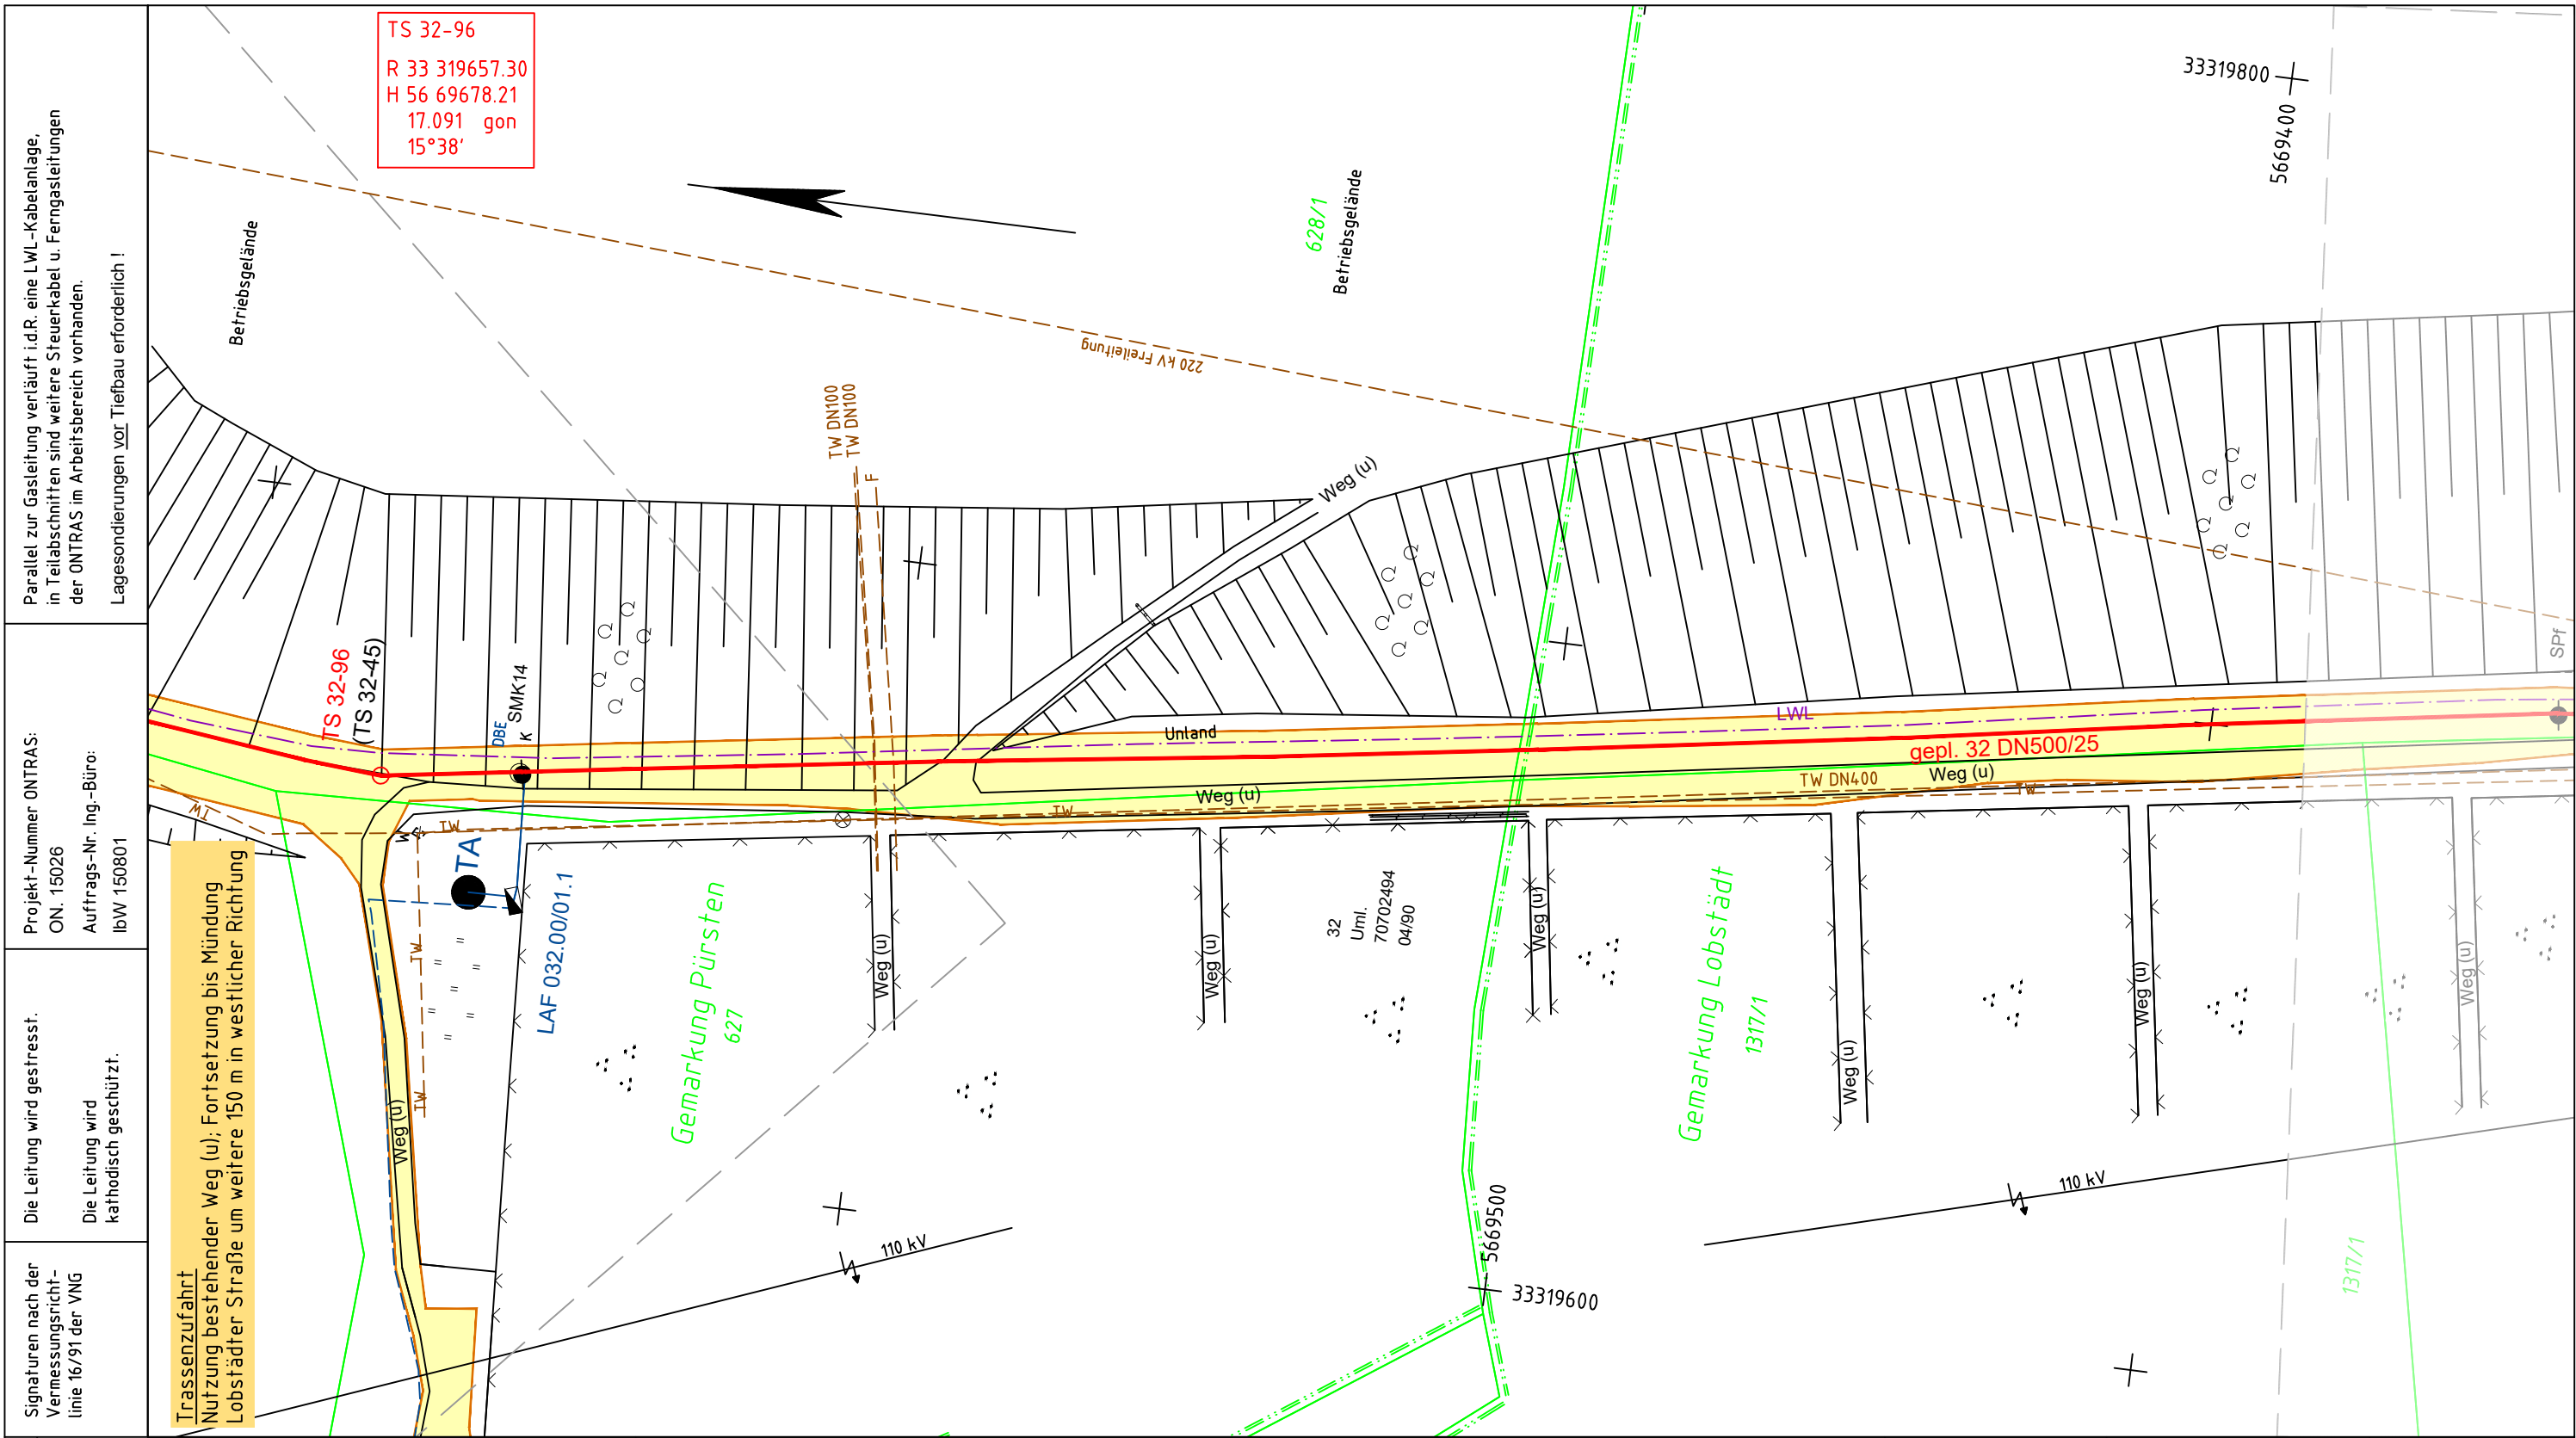 Parallel zur Gasleitung verläuft i.d.R. eine LWL-Kabelanlage,
in Teilabschnitten sind weitere Steuerkabel u. Ferngasleitungen
der ONTRAS im Arbeitsbereich vorhanden.
Lagesondierungen vor Tiefbau erforderlich !
Projekt-Nummer ONTRAS:
ON. 15026
Auftrags-Nr. Ing.-Büro:
IbW 150801
Die Leitung wird gestresst.
Die Leitung wird
kathodisch geschützt.
Signaturen nach der
Vermessungsricht-
linie 16/91 der VNG
TS 32-96
R 33 319657.30
H 56 69678.21
17.091 gon
15°38'
Betriebsgelände
628/1
Betriebsgelände
33319800
5669400
220 kV Freileitung
TW DN100
TW DN100
F
Weg (u)
TS 32-96
(TS 32-45)
DBE
SMK14
K
Unland
LWL
gepl. 32 DN500/25
SPf
TW
TW
TW
TW DN400
TW
Weg (u)
Weg (u)
TA
LAF 032.00/01.1
TW
TW
Weg (u)
Trassenzufahrt
Nutzung bestehender Weg (u); Fortsetzung bis Mündung
Lobstädter Straße um weitere 150 m in westlicher Richtung
Gemarkung Pürsten
627
Weg (u)
Weg (u)
32
Uml.
70702494
04/90
Weg (u)
Gemarkung Lobstädt
1317/1
Weg (u)
Weg (u)
Weg (u)
110 kV
5669500
33319600
110 kV
1317/1